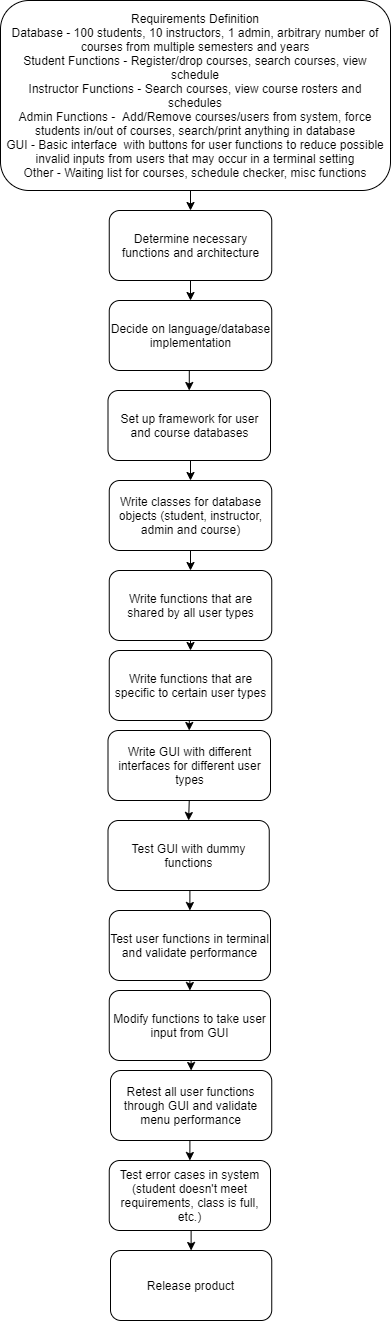 Requirements Definition
Database - 100 students, 10 instructors, 1 admin, arbitrary number of
courses from multiple semesters and years
Student Functions - Register/drop courses, search courses, view
schedule
Instructor Functions - Search courses, view course rosters and
schedules
Admin Functions - Add/Remove courses/users from system, force
students in/out of courses, search/print anything in database
GUI - Basic interface with buttons for user functions to reduce possible
invalid inputs from users that may occur in a terminal setting
Other - Waiting list for courses, schedule checker, misc functions
Determine necessary
functions and architecture
Decide on language/database
implementation
Set up framework for user
and course databases
Write classes for database
objects (student, instructor,
admin and course)
Write functions that are
shared by all user types
Write functions that are
specific to certain user types
Write GUI with different
interfaces for different user
types
Test GUI with dummy
functions
Test user functions in terminal
and validate performance
Modify functions to take user
input from GUI
Retest all user functions
through GUI and validate
menu performance
Test error cases in system
(student doesn't meet
requirements, class is full,
etc.)
Release product